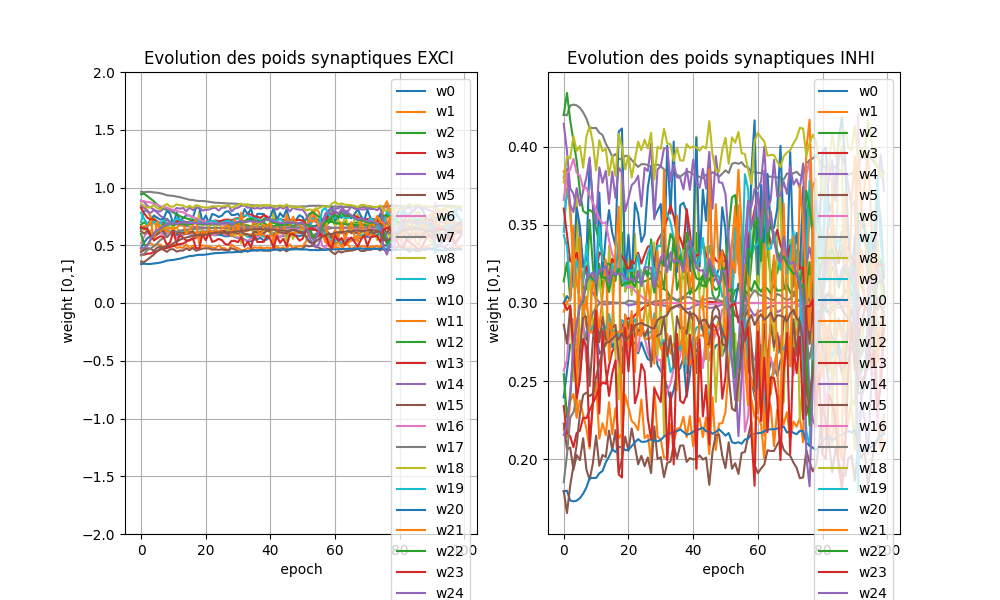 Evolution des poids synaptiques EXCI
2.0
1.5
1.0
0.5
0.0
−0.5
−1.0
−1.5
−2.0
weight [0,1]
0
20
40
60
80
100
epoch
w0
w1
w2
w3
w4
w5
w6
w7
w8
w9
w10
w11
w12
w13
w14
w15
w16
w17
w18
w19
w20
w21
w22
w23
w24
Evolution des poids synaptiques INHI
0.40
0.35
0.30
0.25
0.20
weight [0,1]
0
20
40
60
80
100
epoch
w0
w1
w2
w3
w4
w5
w6
w7
w8
w9
w10
w11
w12
w13
w14
w15
w16
w17
w18
w19
w20
w21
w22
w23
w24